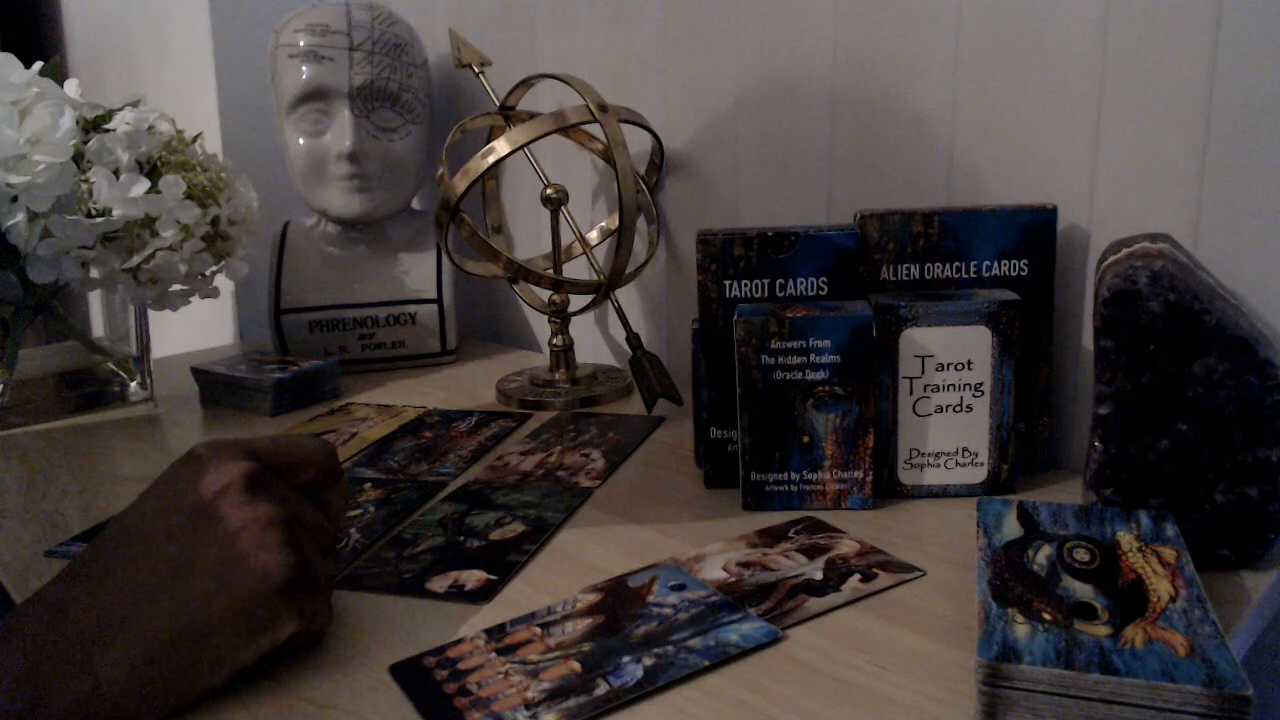 PHRENOLOGY
BY
L. N. FOWLER.
TAROT CARDS
ALIEN ORACLE CARDS
Answers From
The Hidden Realms
(Oracle Deck)
Designed by Sophia Charles
Tarot
Training
Cards
Designed By
Sophia Charles